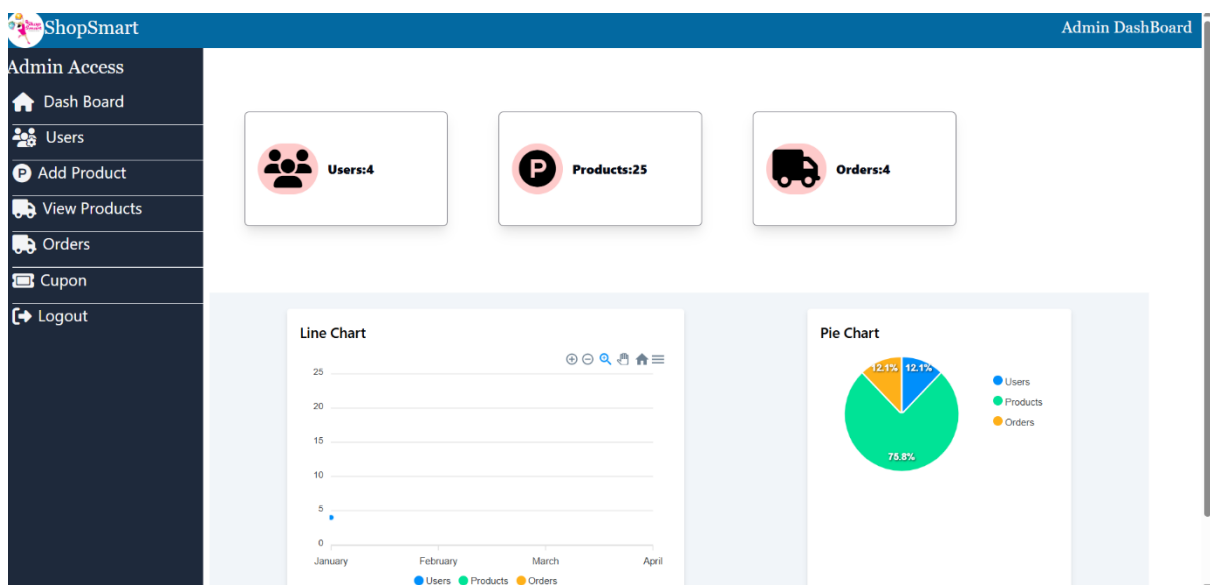 ShopSmart
Admin DashBoard
Admin Access
Dash Board
Users
Add Product
View Products
Orders
Cupon
Logout
Users:4
P
Products:25
Orders:4
Line Chart
25
20
15
10
5
0
January February March April
Users Products Orders
Pie Chart
12.1% 12.1%
75.8%
Users
Products
Orders